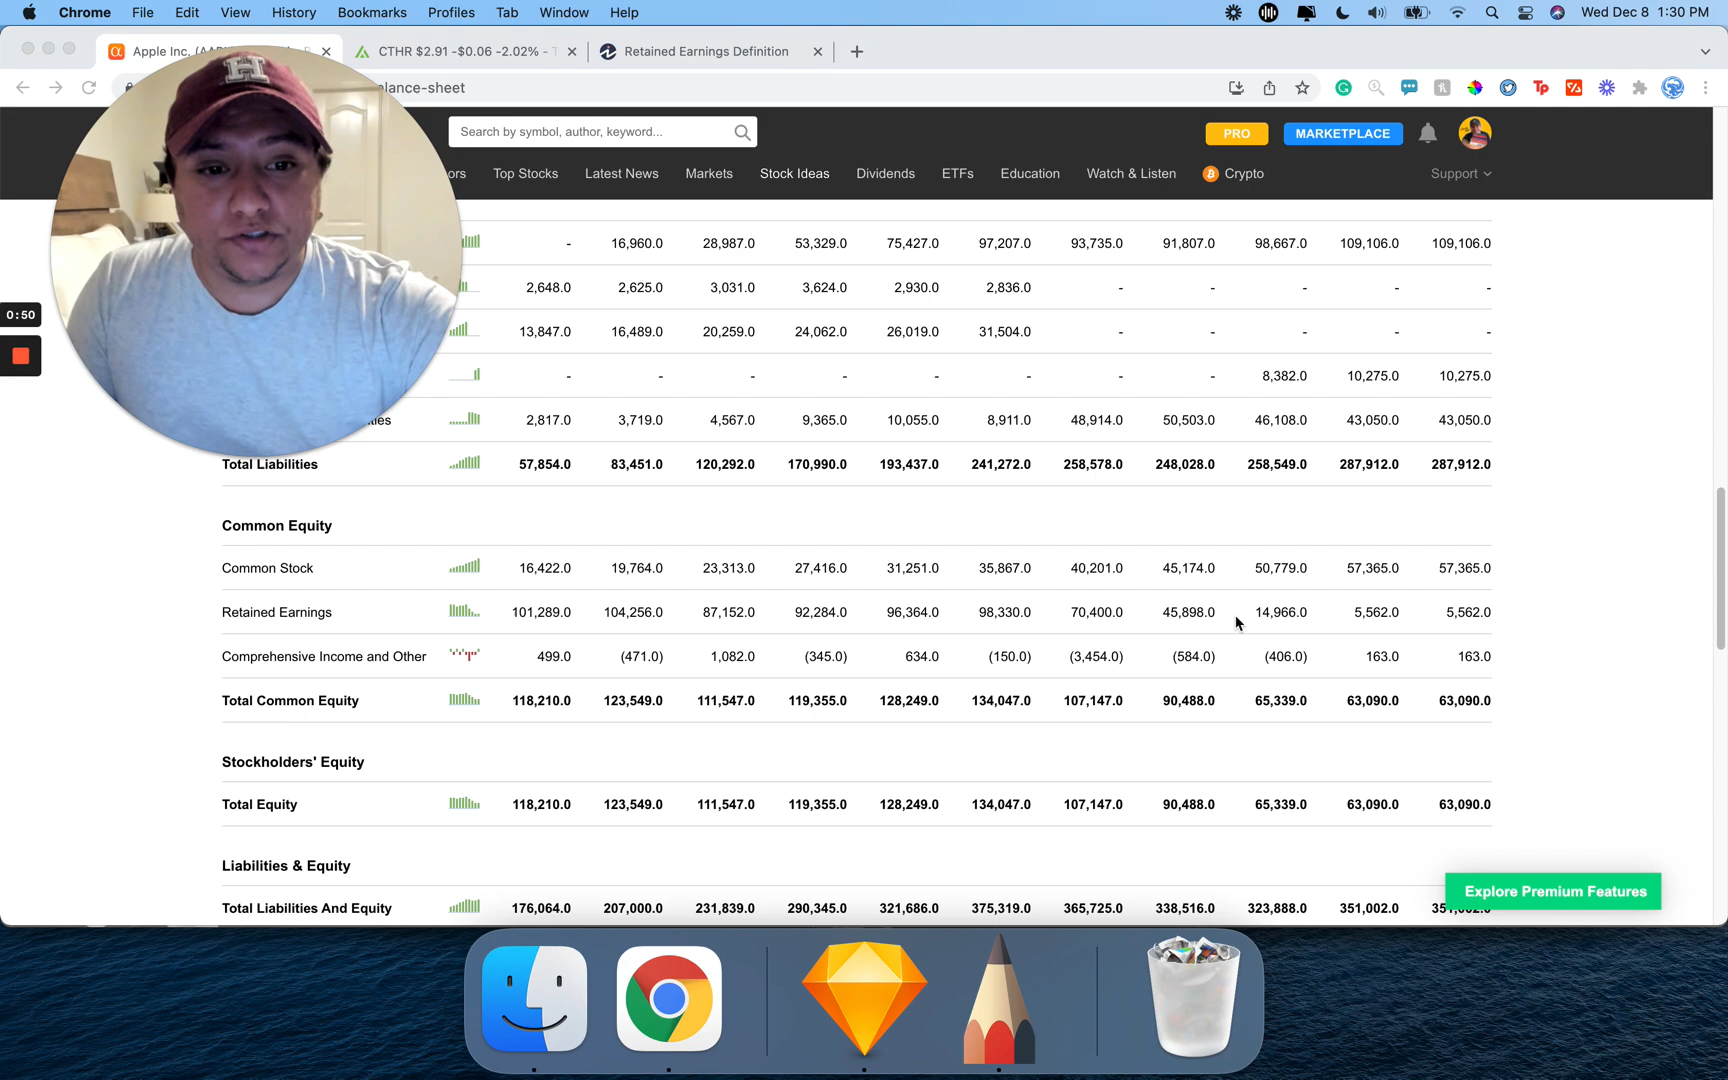 Chrome File Edit View History Bookmarks Profiles Tab Window Help Wed Dec 8 1:30 PM
Apple Inc. CTHR $2.91 -$0.06 -2.02% - Retained Earnings Definition
lance-sheet
H
Search by symbol, author, keyword... PRO MARKETPLACE
Top Stocks Latest News Markets Stock Ideas Dividends ETFs Education Watch & Listen Crypto Support
- 16,960.0 28,987.0 53,329.0 75,427.0 97,207.0 93,735.0 91,807.0 98,667.0 109,106.0 109,106.0
2,648.0 2,625.0 3,031.0 3,624.0 2,930.0 2,836.0 - - - - -
0:50
13,847.0 16,489.0 20,259.0 24,062.0 26,019.0 31,504.0 - - - - -
- - - - - - - - 8,382.0 10,275.0 10,275.0
2,817.0 3,719.0 4,567.0 9,365.0 10,055.0 8,911.0 48,914.0 50,503.0 46,108.0 43,050.0 43,050.0
Total Liabilities 57,854.0 83,451.0 120,292.0 170,990.0 193,437.0 241,272.0 258,578.0 248,028.0 258,549.0 287,912.0 287,912.0
Common Equity
Common Stock 16,422.0 19,764.0 23,313.0 27,416.0 31,251.0 35,867.0 40,201.0 45,174.0 50,779.0 57,365.0 57,365.0
Retained Earnings 101,289.0 104,256.0 87,152.0 92,284.0 96,364.0 98,330.0 70,400.0 45,898.0 14,966.0 5,562.0 5,562.0
Comprehensive Income and Other 499.0 (471.0) 1,082.0 (345.0) 634.0 (150.0) (3,454.0) (584.0) (406.0) 163.0 163.0
Total Common Equity 118,210.0 123,549.0 111,547.0 119,355.0 128,249.0 134,047.0 107,147.0 90,488.0 65,339.0 63,090.0 63,090.0
Stockholders' Equity
Total Equity 118,210.0 123,549.0 111,547.0 119,355.0 128,249.0 134,047.0 107,147.0 90,488.0 65,339.0 63,090.0 63,090.0
Liabilities & Equity
Explore Premium Features
Total Liabilities And Equity 176,064.0 207,000.0 231,839.0 290,345.0 321,686.0 375,319.0 365,725.0 338,516.0 323,888.0 351,002.0